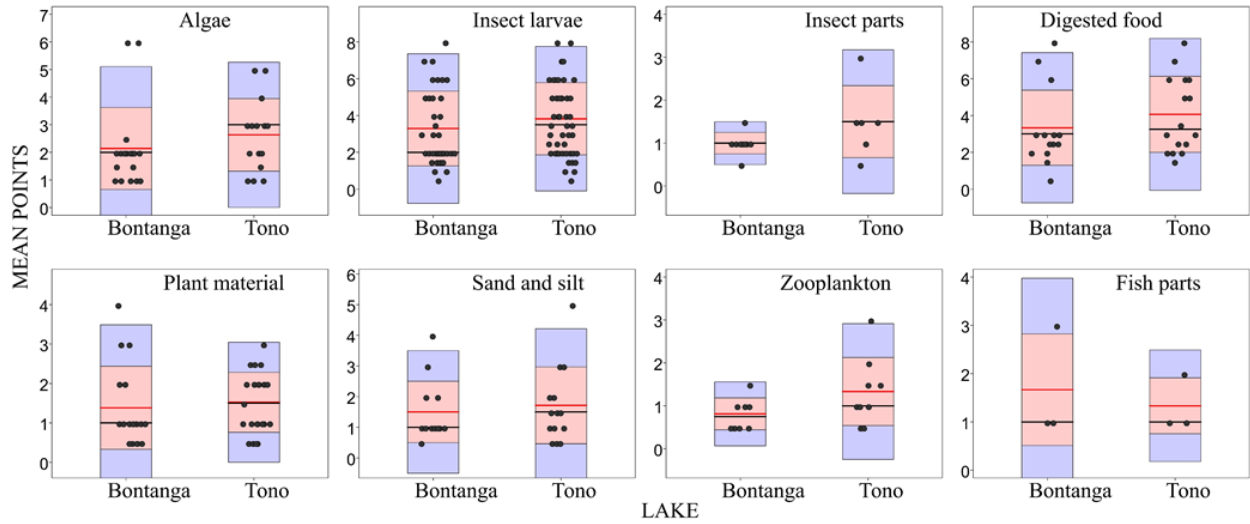 Algae
Insect larvae
Insect parts
Digested food
7
6
5
4
3
2
1
0
8
6
4
2
0
4
3
2
1
0
8
6
4
2
0
Bontanga Tono
Bontanga Tono
Bontanga Tono
Bontanga Tono
MEAN POINTS
Plant material
Sand and silt
Zooplankton
Fish parts
4
3
2
1
0
6
5
4
3
2
1
0
4
3
2
1
0
4
3
2
1
0
Bontanga Tono
Bontanga Tono
Bontanga Tono
Bontanga Tono
LAKE